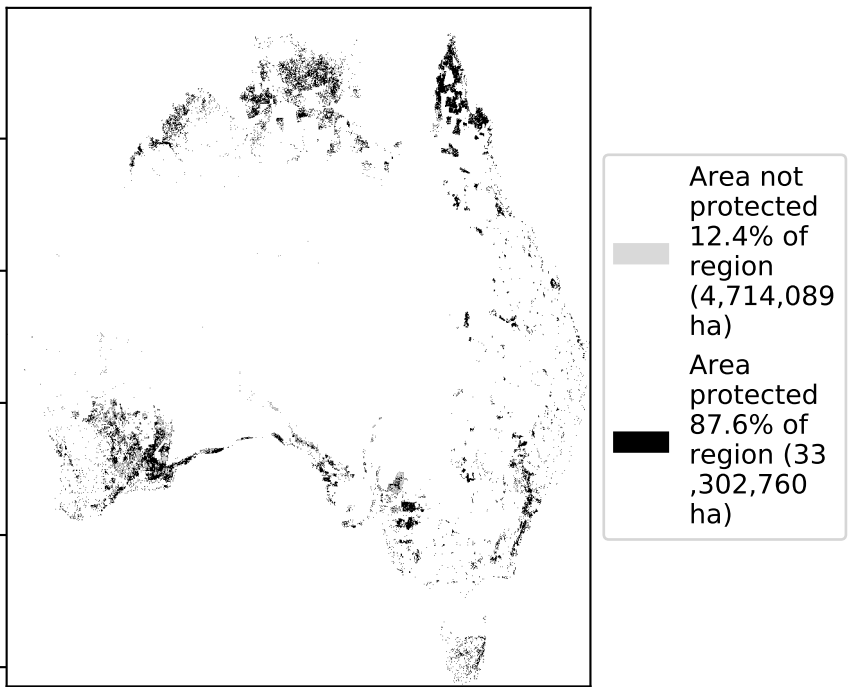 Area not
protected
12.4% of
region
(4,714,089
ha)
Area
protected
87.6% of
region (33
,302,760
ha)